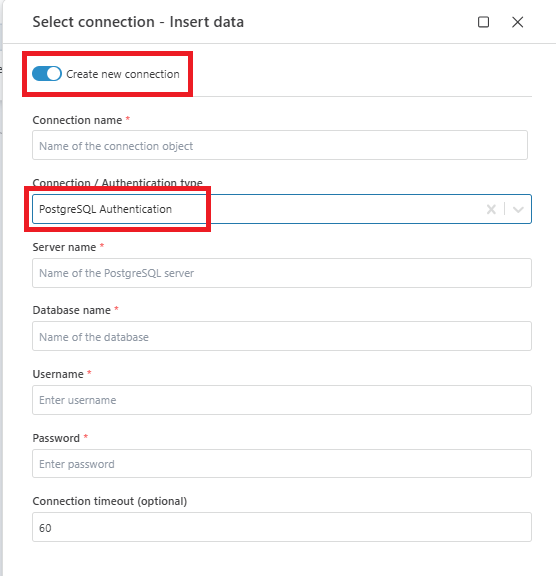 Select connection - Insert data
Create new connection
Connection name *
Name of the connection object
Connection / Authentication type
PostgreSQL Authentication
Server name *
Name of the PostgreSQL server
Database name *
Name of the database
Username *
Enter username
Password *
Enter password
Connection timeout (optional)
60